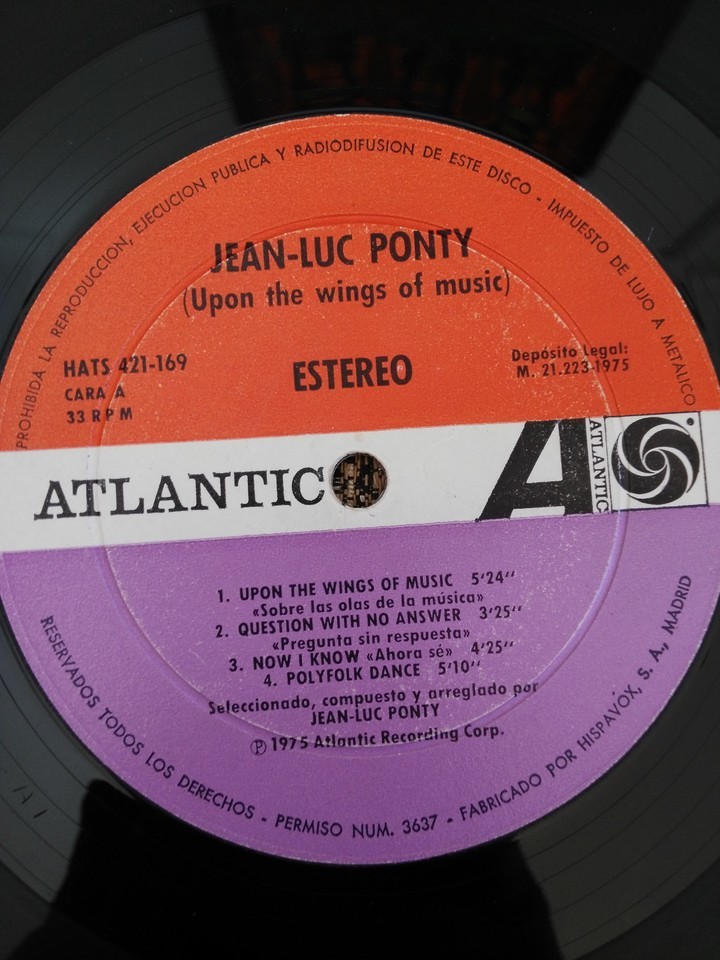 PROHIBIDA LA REPRODUCCION, EJECUCION PUBLICA Y RADIODIFUSION DE ESTE DISCO - IMPUESTO DE LUJO A METALICO
JEAN-LUC PONTY
(Upon the wings of music)
HATS 421-169
CARA A
33 RPM
ESTEREO
Depósito Legal:
M. 21.223-1975
ATLANTIC
A
ATLANTIC
1. UPON THE WINGS OF MUSIC 5'24''
«Sobre las olas de la música»
2. QUESTION WITH NO ANSWER 3'25''
«Pregunta sin respuesta»
3. NOW I KNOW «Ahora sé» 4'25''
4. POLYFOLK DANCE 5'10''
Seleccionado, compuesto y arreglado por
JEAN-LUC PONTY
Ⓟ 1975 Atlantic Recording Corp.
RESERVADOS TODOS LOS DERECHOS - PERMISO NUM. 3637 - FABRICADO POR HISPAVOX, S. A., MADRID